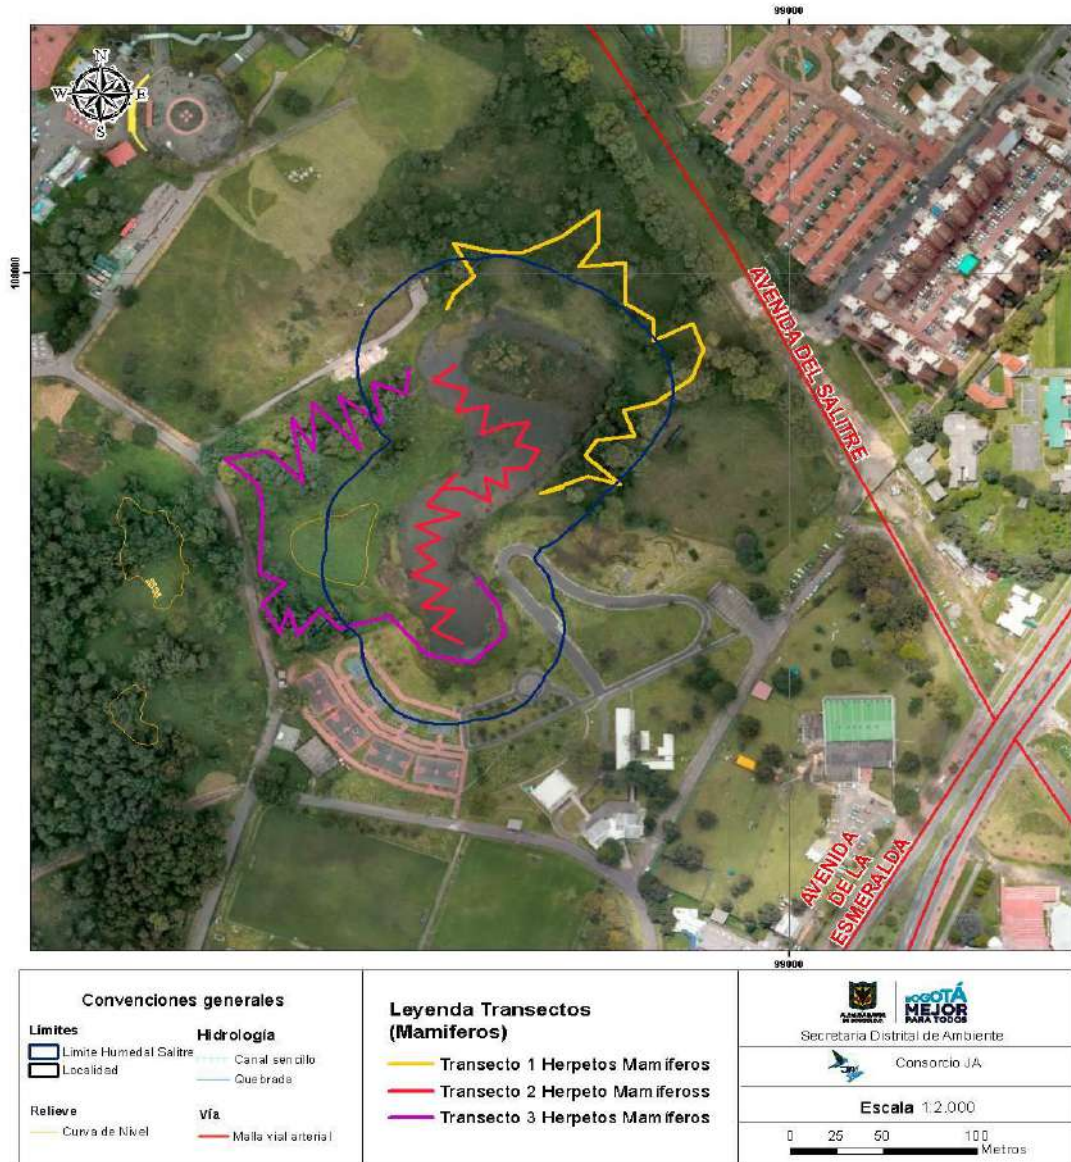 99000
N
W E
S
100000
AVENIDA DEL SALITRE
AVENIDA
DE LA
ESMERALDA
99000
Convenciones generales
Límites
Limite Humedal Salitre
Localidad
Hidrología
Canal sencillo
Quebrada
Relieve
Curva de Nivel
Vía
Malla vial arterial
Leyenda Transectos
(Mamiferos)
Transecto 1 Herpetos Mamíferos
Transecto 2 Herpeto Mamifeross
Transecto 3 Herpetos Mamíferos
BOGOTÁ
MEJOR
PARA TODOS
Secretaria Distrital de Ambiente
Consorcio JA
Escala 1:2.000
0 25 50 100
Metros